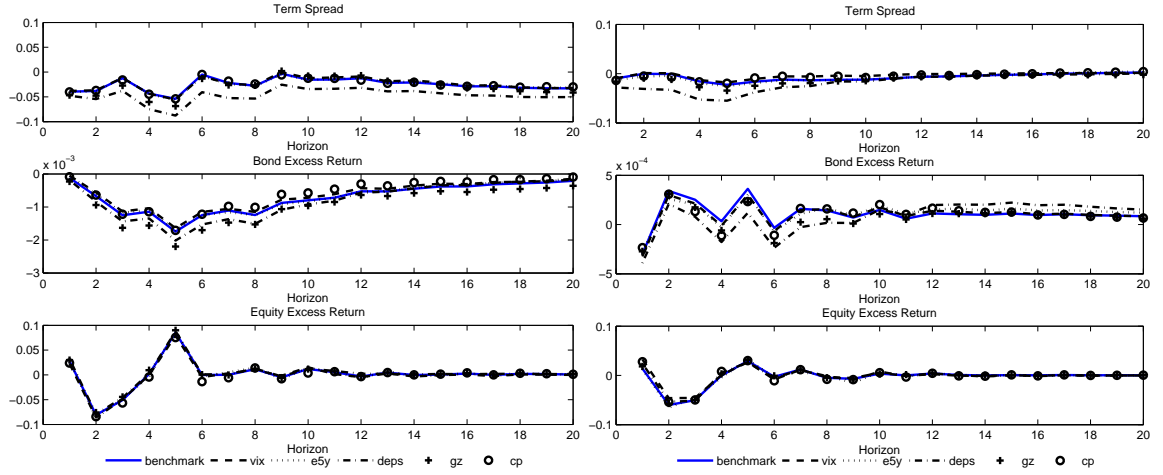 Term Spread
0.1
0.05
0
−0.05
−0.1
0 2 4 6 8 10 12 14 16 18 20
Horizon
Bond Excess Return
x 10⁻³
0
−1
−2
−3
0 2 4 6 8 10 12 14 16 18 20
Horizon
Equity Excess Return
0.1
0.05
0
−0.05
−0.1
0 2 4 6 8 10 12 14 16 18 20
Horizon
benchmark vix e5y deps gz cp
Term Spread
0.1
0
−0.1
0 2 4 6 8 10 12 14 16 18 20
Horizon
Bond Excess Return
x 10⁻⁴
5
0
−5
0 2 4 6 8 10 12 14 16 18 20
Horizon
Equity Excess Return
0.1
0
−0.1
0 2 4 6 8 10 12 14 16 18 20
Horizon
benchmark vix e5y deps gz cp